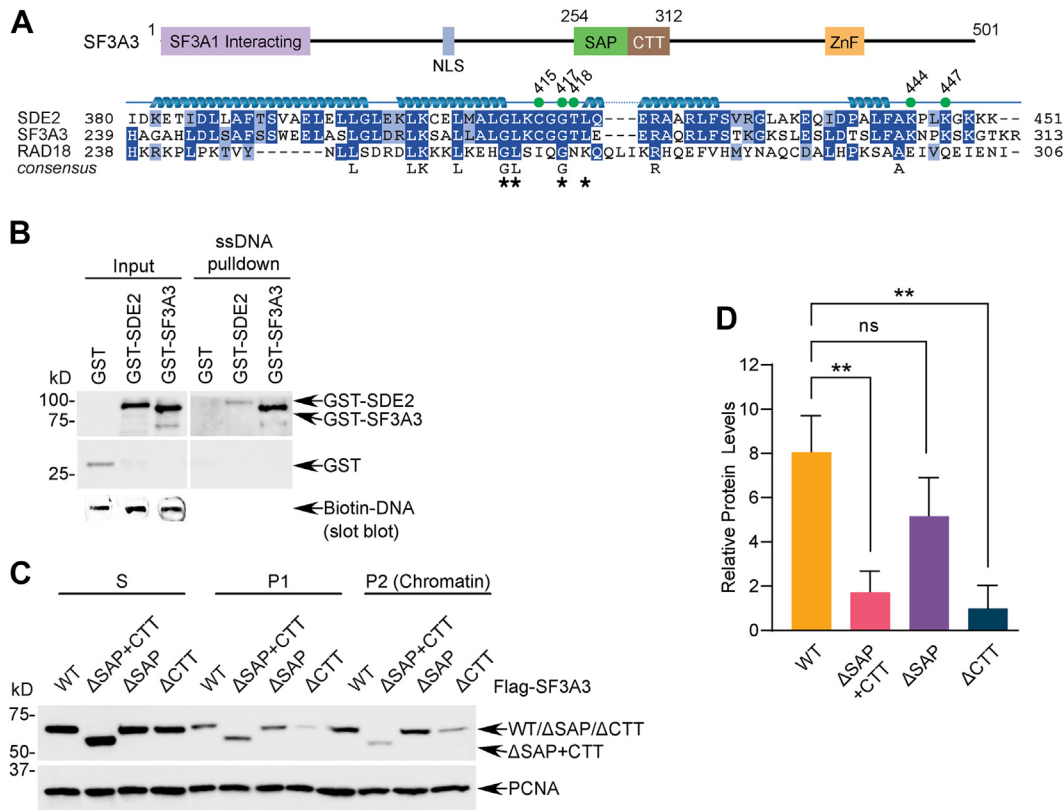 A
SF3A3 1 SF3A1 Interacting NLS 254 SAP CTT 312 ZnF 501
415 417 418 444 447
SDE2 380 IDKETIDLLAFTSVAELELLGLEKLKCELMALGLKCGGTLQ---ERAARLFSVRGLAKEQIDPALFAKPLKGKKK-- 451
SF3A3 239 HAGAHLDLSAFSSWEELASLGLDRLKSALLALGLKCGGTLE---ERAQRLFSTKGKSLESLDTSLFAKNPKSKGTKR 313
RAD18 238 HKRKPLPKTVY------NLLSDRDLKKKLKEHGLSIQGNKQQLIKRHQEFVHMYNAQCDALHPKSAAEIVQEIENI- 306
consensus L LK L GL G R A
** * *
B
Input ssDNA pulldown
GST GST-SDE2 GST-SF3A3 GST GST-SDE2 GST-SF3A3
kD
100-
75-
25-
GST-SDE2
GST-SF3A3
GST
Biotin-DNA
(slot blot)
C
S P1 P2 (Chromatin)
WT ΔSAP+CTT ΔSAP ΔCTT WT ΔSAP+CTT ΔSAP ΔCTT WT ΔSAP+CTT ΔSAP ΔCTT
Flag-SF3A3
kD
75-
50-
37-
WT/ΔSAP/ΔCTT
ΔSAP+CTT
PCNA
D
**
ns
**
Relative Protein Levels
12
10
8
6
4
2
0
WT ΔSAP +CTT ΔSAP ΔCTT